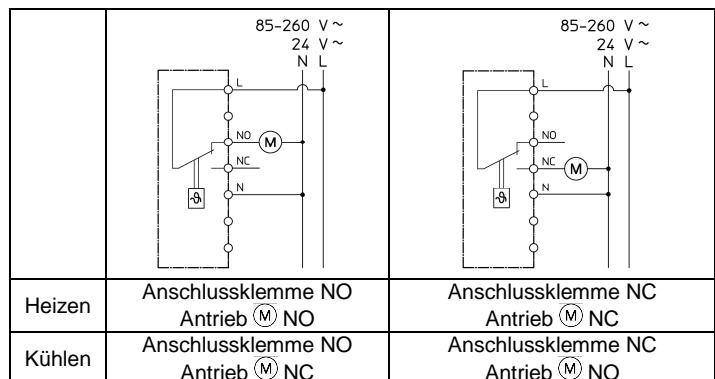 85-260 V ~
24 V ~
N L
L
NO M
NC
N
ϑ
85-260 V ~
24 V ~
N L
L
NO
NC M
N
ϑ
Heizen
Anschlussklemme NO
Antrieb M NO
Anschlussklemme NC
Antrieb M NC
Kühlen
Anschlussklemme NO
Antrieb M NC
Anschlussklemme NC
Antrieb M NO